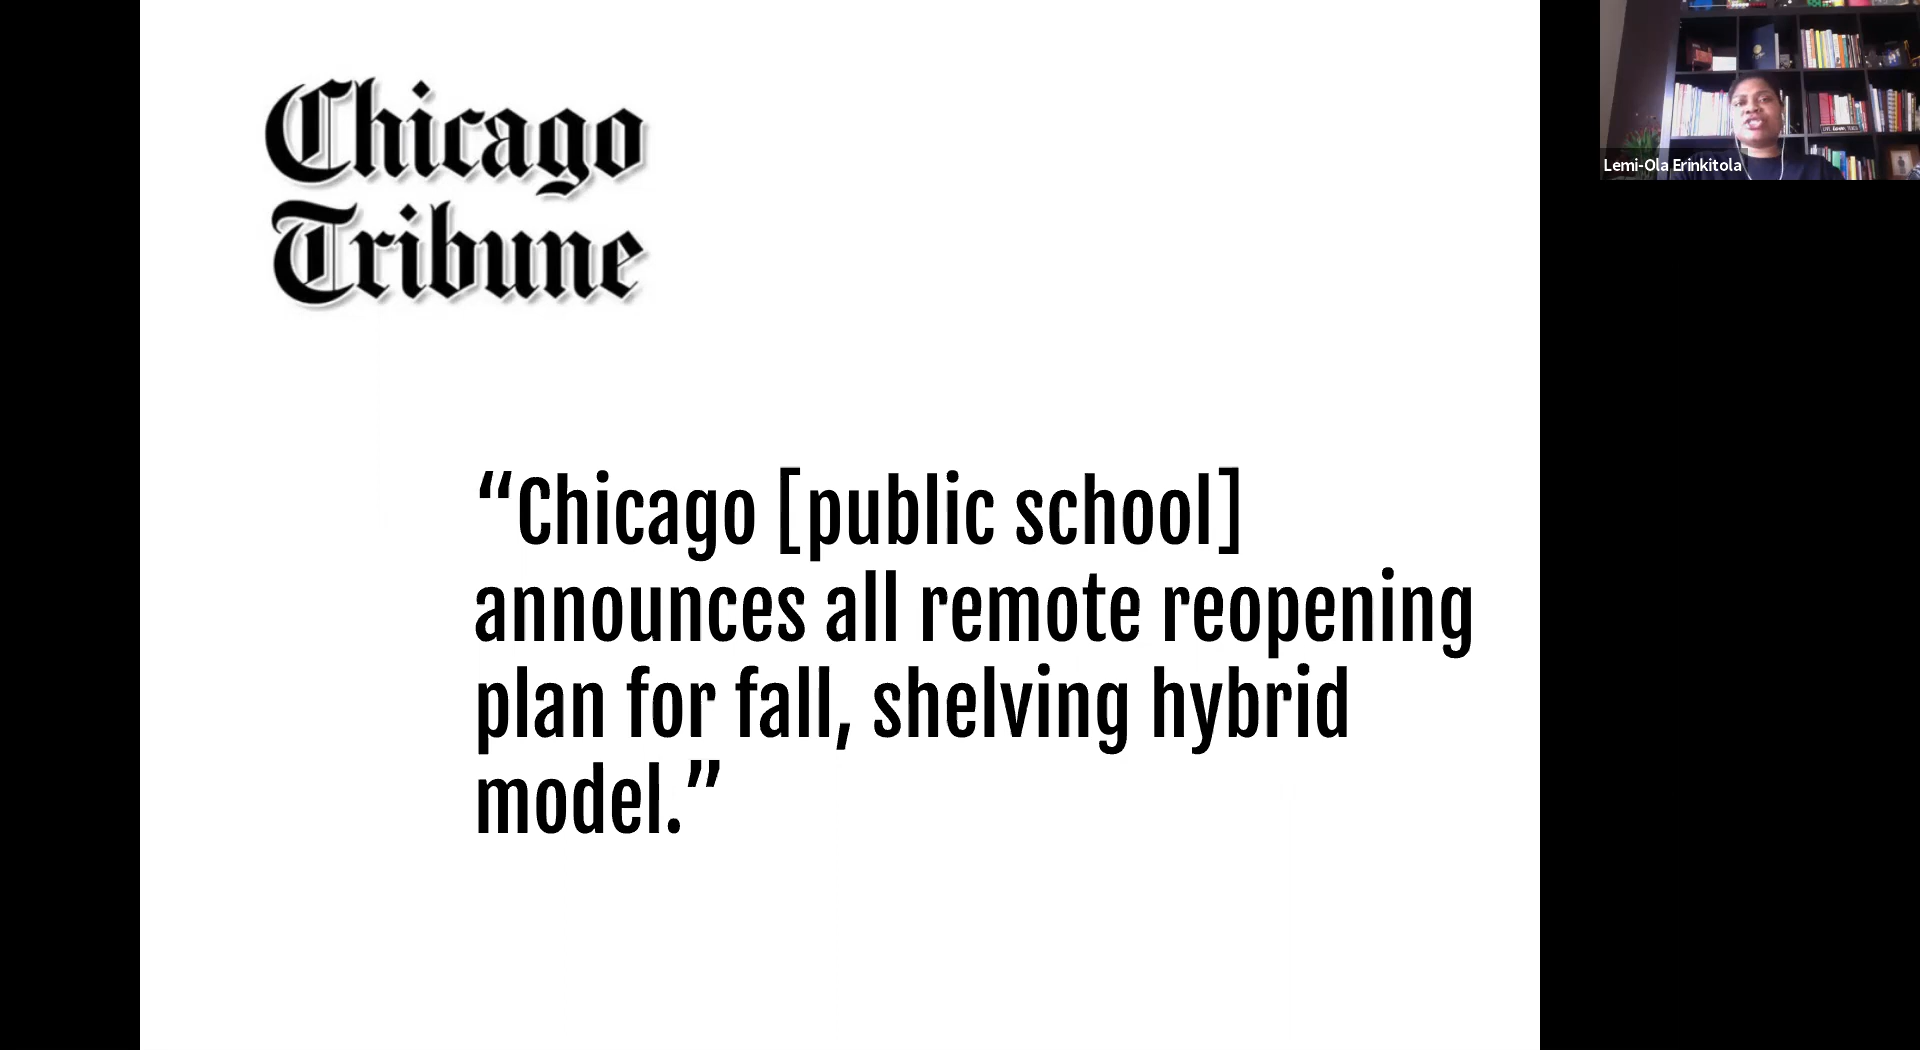 Chicago
Tribune
Lemi-Ola Erinkitola
“Chicago [public school]
announces all remote reopening
plan for fall, shelving hybrid
model.”